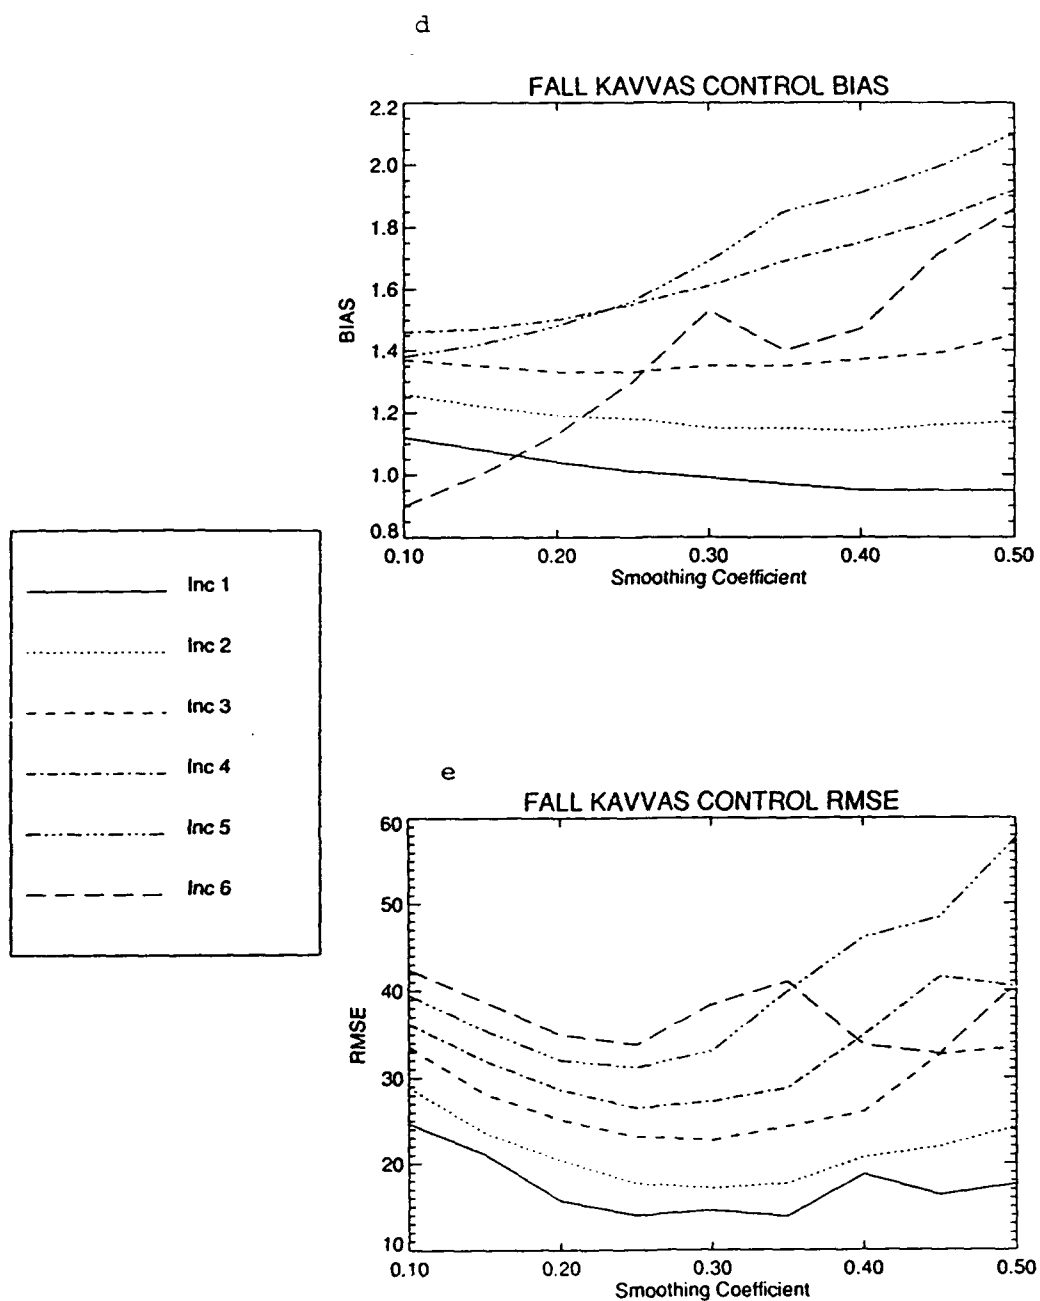 d
FALL KAVVAS CONTROL BIAS
2.2
2.0
1.8
1.6
1.4
1.2
1.0
0.8
BIAS
0.10 0.20 0.30 0.40 0.50
Smoothing Coefficient
Inc 1
Inc 2
Inc 3
Inc 4
Inc 5
Inc 6
e
FALL KAVVAS CONTROL RMSE
60
50
40
30
20
10
RMSE
0.10 0.20 0.30 0.40 0.50
Smoothing Coefficient